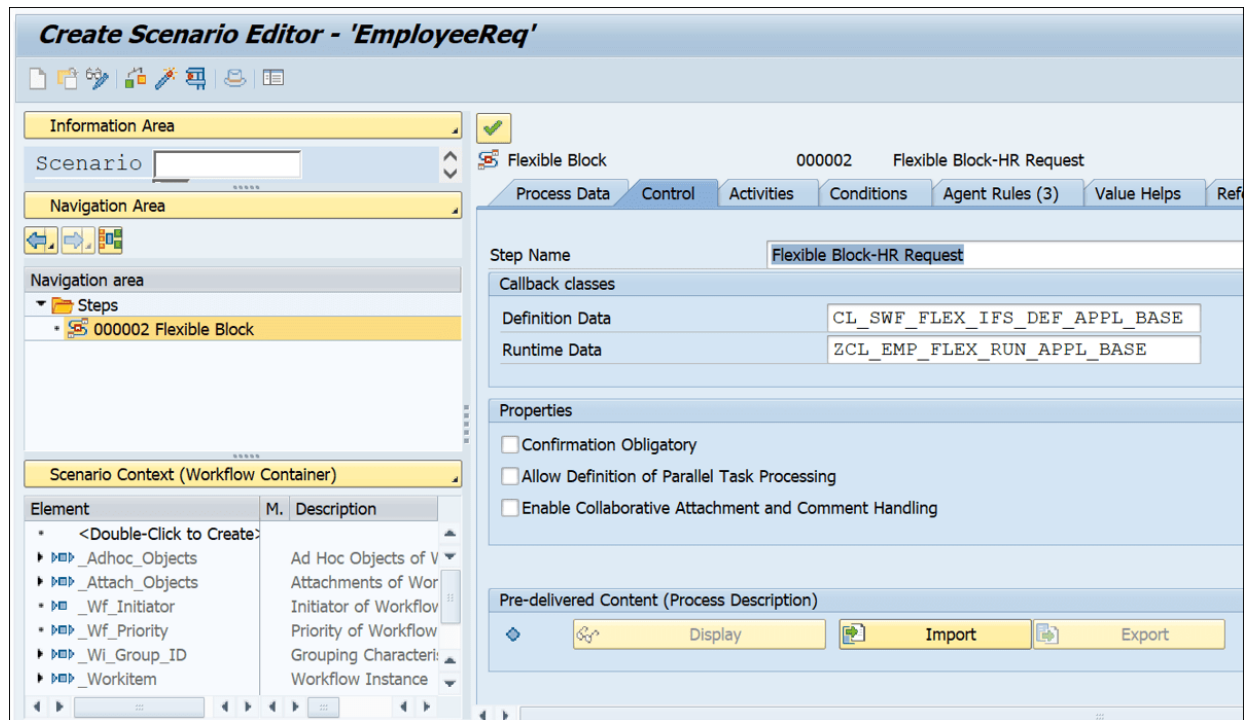 Create Scenario Editor - 'EmployeeReq'
Information Area
Scenario
Navigation Area
Navigation area
Steps
000002 Flexible Block
Scenario Context (Workflow Container)
Element M. Description
<Double-Click to Create>
_Adhoc_Objects Ad Hoc Objects of W
_Attach_Objects Attachments of Wor
_Wf_Initiator Initiator of Workflow
_Wf_Priority Priority of Workflow
_Wi_Group_ID Grouping Characteris
_Workitem Workflow Instance
Flexible Block 000002 Flexible Block-HR Request
Process Data Control Activities Conditions Agent Rules (3) Value Helps Refe
Step Name Flexible Block-HR Request
Callback classes
Definition Data CL_SWF_FLEX_IFS_DEF_APPL_BASE
Runtime Data ZCL_EMP_FLEX_RUN_APPL_BASE
Properties
Confirmation Obligatory
Allow Definition of Parallel Task Processing
Enable Collaborative Attachment and Comment Handling
Pre-delivered Content (Process Description)
Display Import Export